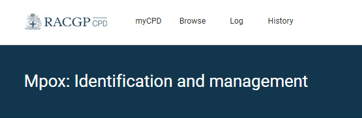 RACGP CPD myCPD Browse Log History
Mpox: Identification and management